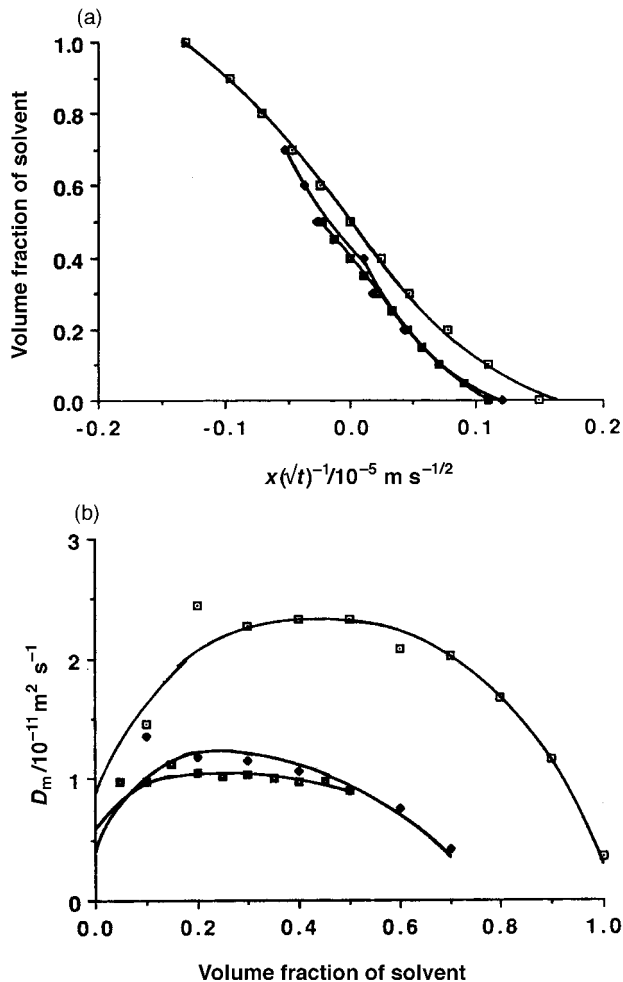 (a)
1.0
0.8
0.6
0.4
0.2
0.0
Volume fraction of solvent
-0.2 -0.1 0.0 0.1 0.2
x(√t)⁻¹/10⁻⁵ m s⁻¹/²
(b)
3
2
1
0
Dₘ/10⁻¹¹ m² s⁻¹
0.0 0.2 0.4 0.6 0.8 1.0
Volume fraction of solvent